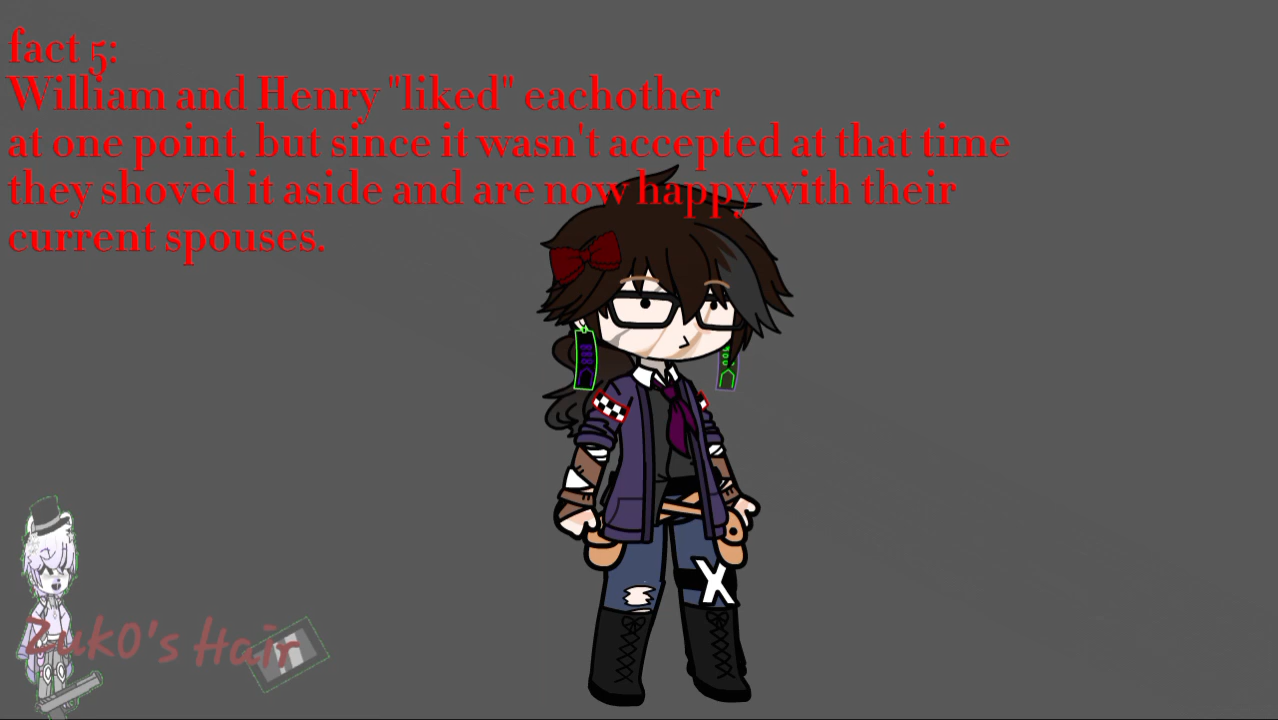 fact 5:
William and Henry "liked" eachother
at one point. but since it wasn't accepted at that time
they shoved it aside and are now happy with their
current spouses.
X
Zuk0's Hair